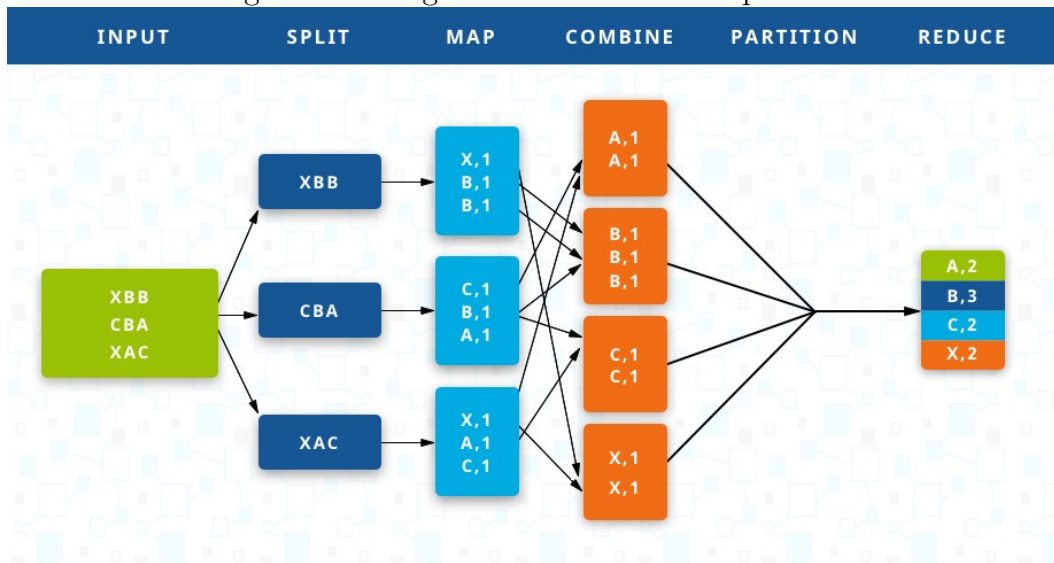 INPUT SPLIT MAP COMBINE PARTITION REDUCE
XBB
CBA
XAC
XBB
CBA
XAC
X,1
B,1
B,1
C,1
B,1
A,1
X,1
A,1
C,1
A,1
A,1
B,1
B,1
B,1
C,1
C,1
X,1
X,1
A,2
B,3
C,2
X,2